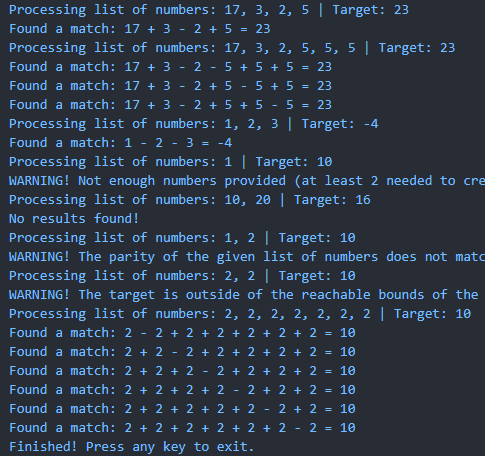 Processing list of numbers: 17, 3, 2, 5 | Target: 23
Found a match: 17 + 3 - 2 + 5 = 23
Processing list of numbers: 17, 3, 2, 5, 5, 5 | Target: 23
Found a match: 17 + 3 - 2 - 5 + 5 + 5 = 23
Found a match: 17 + 3 - 2 + 5 - 5 + 5 = 23
Found a match: 17 + 3 - 2 + 5 + 5 - 5 = 23
Processing list of numbers: 1, 2, 3 | Target: -4
Found a match: 1 - 2 - 3 = -4
Processing list of numbers: 1 | Target: 10
WARNING! Not enough numbers provided (at least 2 needed to cre
Processing list of numbers: 10, 20 | Target: 16
No results found!
Processing list of numbers: 1, 2 | Target: 10
WARNING! The parity of the given list of numbers does not matc
Processing list of numbers: 2, 2 | Target: 10
WARNING! The target is outside of the reachable bounds of the
Processing list of numbers: 2, 2, 2, 2, 2, 2, 2 | Target: 10
Found a match: 2 - 2 + 2 + 2 + 2 + 2 + 2 = 10
Found a match: 2 + 2 - 2 + 2 + 2 + 2 + 2 = 10
Found a match: 2 + 2 + 2 - 2 + 2 + 2 + 2 = 10
Found a match: 2 + 2 + 2 + 2 - 2 + 2 + 2 = 10
Found a match: 2 + 2 + 2 + 2 + 2 - 2 + 2 = 10
Found a match: 2 + 2 + 2 + 2 + 2 + 2 - 2 = 10
Finished! Press any key to exit.